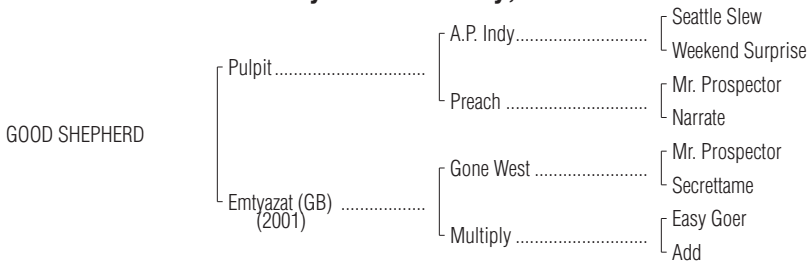 Seattle Slew
A.P. Indy..............................
Weekend Surprise
Pulpit................................
Mr. Prospector
Preach ..............................
Narrate
GOOD SHEPHERD
Mr. Prospector
Gone West ........................
Secrettame
Emtyazat (GB) ..................
(2001)
Easy Goer
Multiply ............................
Add